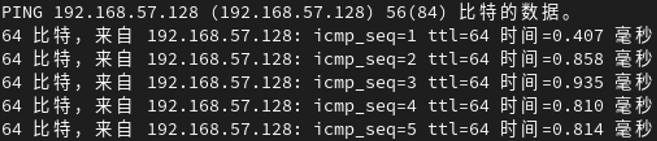 PING 192.168.57.128 (192.168.57.128) 56(84) 比特的数据。
64 比特，来自 192.168.57.128: icmp_seq=1 ttl=64 时间=0.407 毫秒
64 比特，来自 192.168.57.128: icmp_seq=2 ttl=64 时间=0.858 毫秒
64 比特，来自 192.168.57.128: icmp_seq=3 ttl=64 时间=0.935 毫秒
64 比特，来自 192.168.57.128: icmp_seq=4 ttl=64 时间=0.810 毫秒
64 比特，来自 192.168.57.128: icmp_seq=5 ttl=64 时间=0.814 毫秒